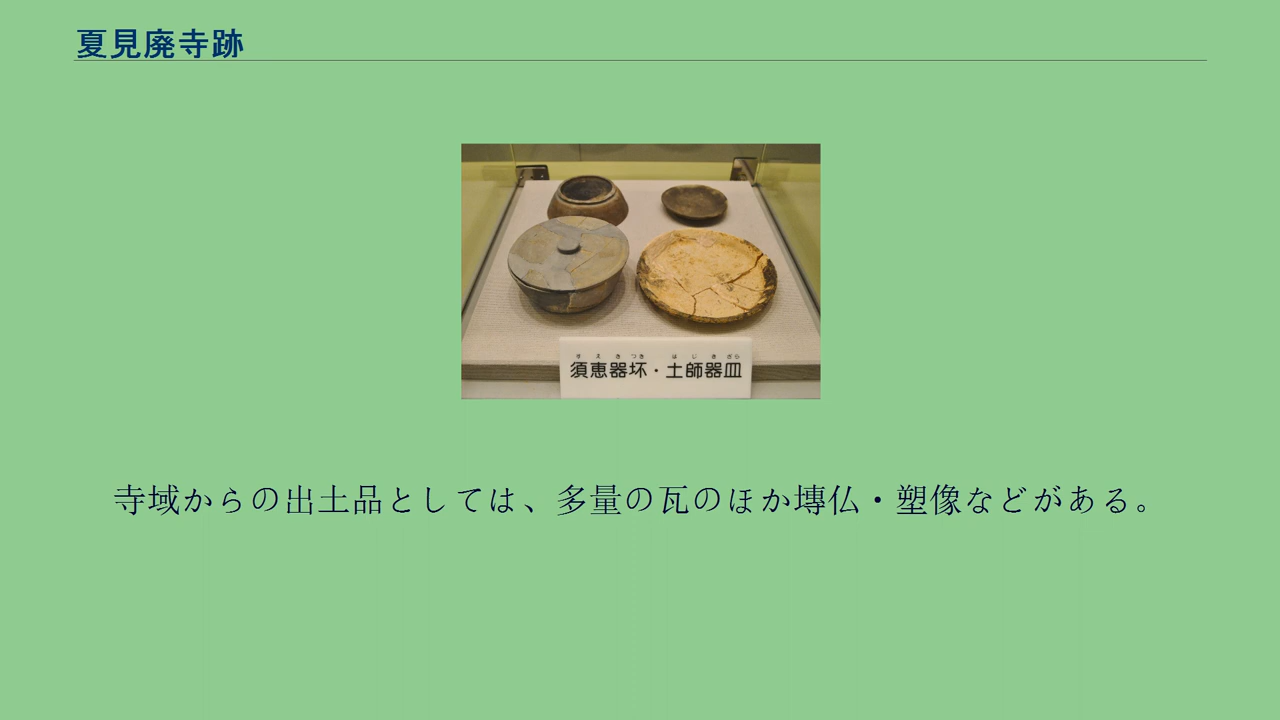 夏見廃寺跡
すえきつき はじきざら
須恵器坏・土師器皿
寺域からの出土品としては、多量の瓦のほか塼仏・塑像などがある。